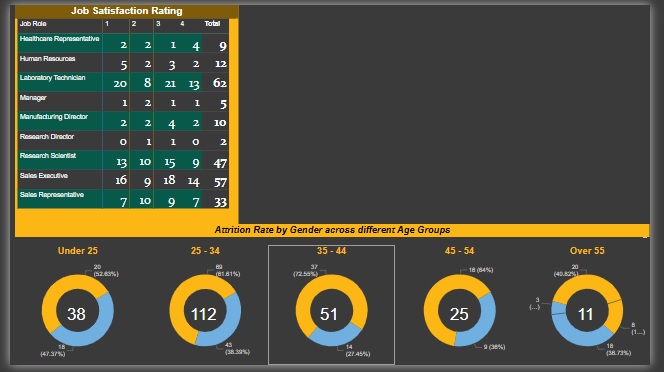 Job Satisfaction Rating
Job Role 1 2 3 4 Total
Healthcare Representative 2 2 1 4 9
Human Resources 5 2 3 2 12
Laboratory Technician 20 8 21 13 62
Manager 1 2 1 1 5
Manufacturing Director 2 2 4 2 10
Research Director 0 1 1 0 2
Research Scientist 13 10 15 9 47
Sales Executive 16 9 18 14 57
Sales Representative 7 10 9 7 33
Attrition Rate by Gender across different Age Groups
Under 25 25 - 34 35 - 44 45 - 54 Over 55
20
(52.63%)
38
18
(47.37%)
69
(61.61%)
112
43
(38.39%)
37
(72.55%)
51
14
(27.45%)
16 (64%)
25
9 (36%)
20
(40.82%)
3
(...)
11
8
(1...)
18
(36.73%)